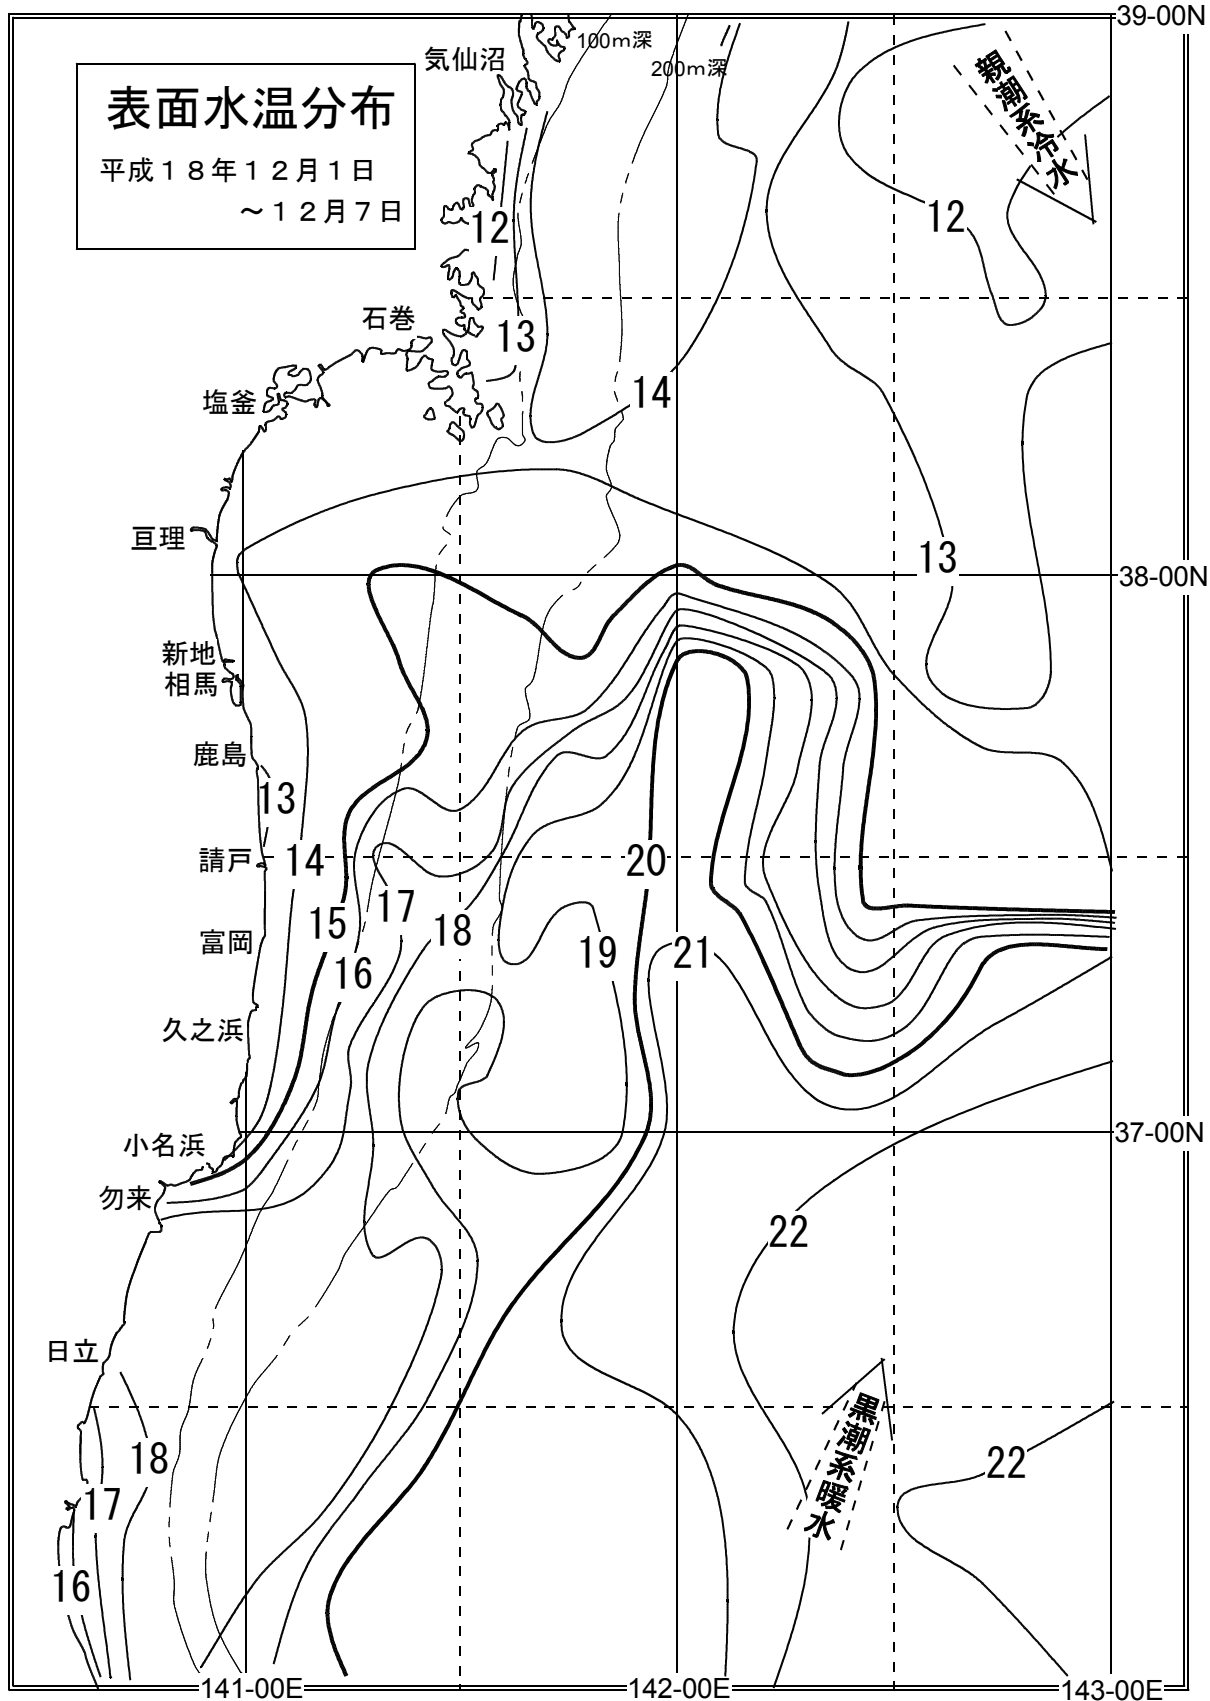 39-00N
100m深
気仙沼
200m深
親潮系冷水
表面水温分布
平成１８年１２月１日
～１２月７日
12
12
石巻
13
14
塩釜
亘理
13
38-00N
新地
相馬
鹿島
13
請戸
14
20
17
15
18
富岡
19
21
16
久之浜
小名浜
37-00N
勿来
22
日立
黒潮系暖水
18
22
17
16
141-00E
142-00E
143-00E